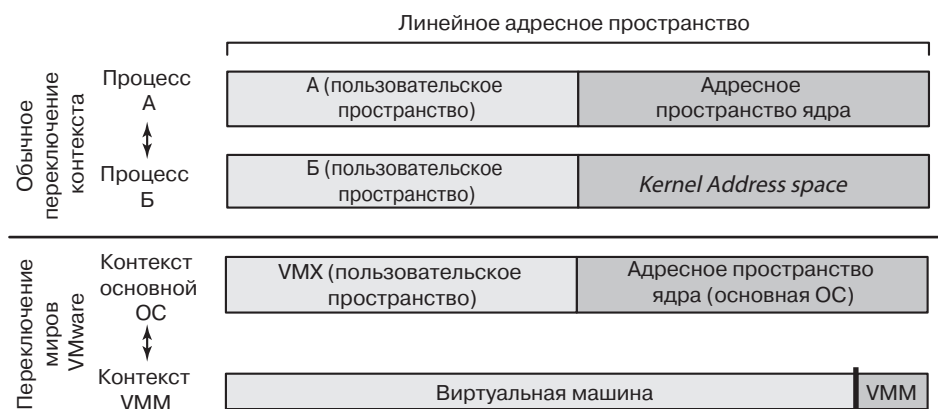 Линейное адресное пространство
Обычное
переключение
контекста
Процесс
А
А (пользовательское
пространство)
Адресное
пространство ядра
Процесс
Б
Б (пользовательское
пространство)
Kernel Address space
Переключение
миров
VMware
Контекст
основной
ОС
VMX (пользовательское
пространство)
Адресное пространство
ядра (основная ОС)
Контекст
VMM
Виртуальная машина
VMM